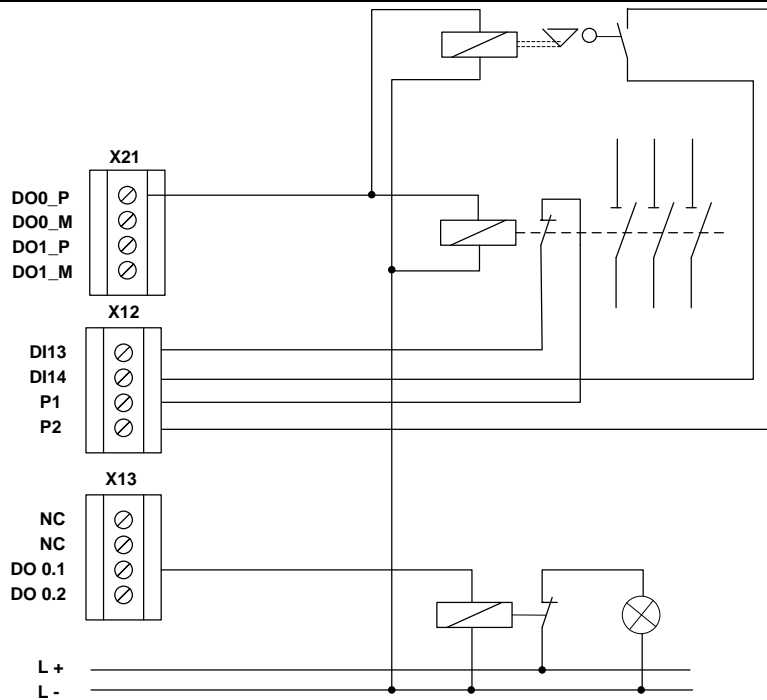 X21
DO0_P
DO0_M
DO1_P
DO1_M
X12
DI13
DI14
P1
P2
X13
NC
NC
DO 0.1
DO 0.2
L +
L -